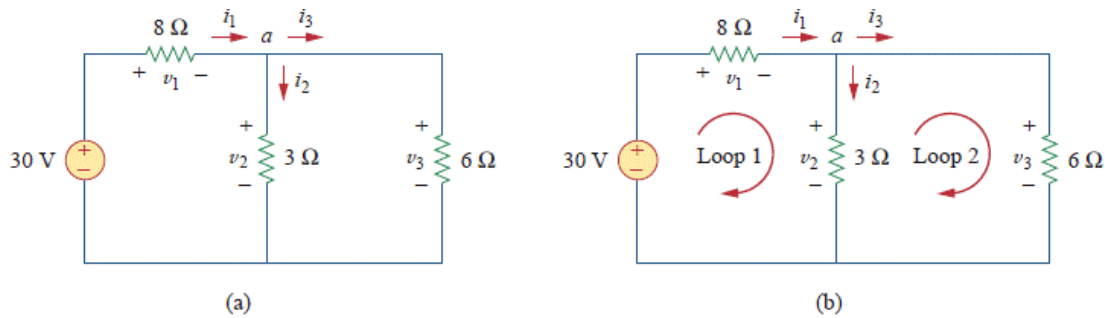 8 Ω i1 a i3
+ v1 − i2
30 V + − + v2 − 3 Ω + v3 − 6 Ω
(a)
8 Ω i1 a i3
+ v1 − i2
30 V + − Loop 1 + v2 − 3 Ω Loop 2 + v3 − 6 Ω
(b)